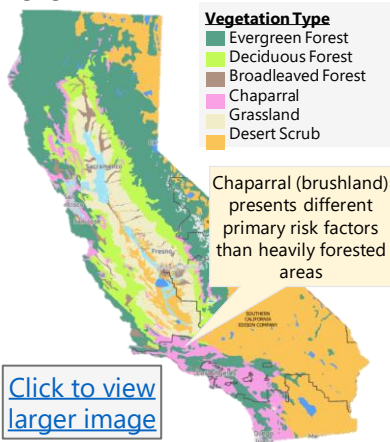 Vegetation Type
Evergreen Forest
Deciduous Forest
Broadleaved Forest
Chaparral
Grassland
Desert Scrub
Sacramento
Chaparral (brushland)
presents different
primary risk factors
than heavily forested
areas
Fresno
SOUTHERN
CALIFORNIA
EDISON COMPANY
Click to view
larger image